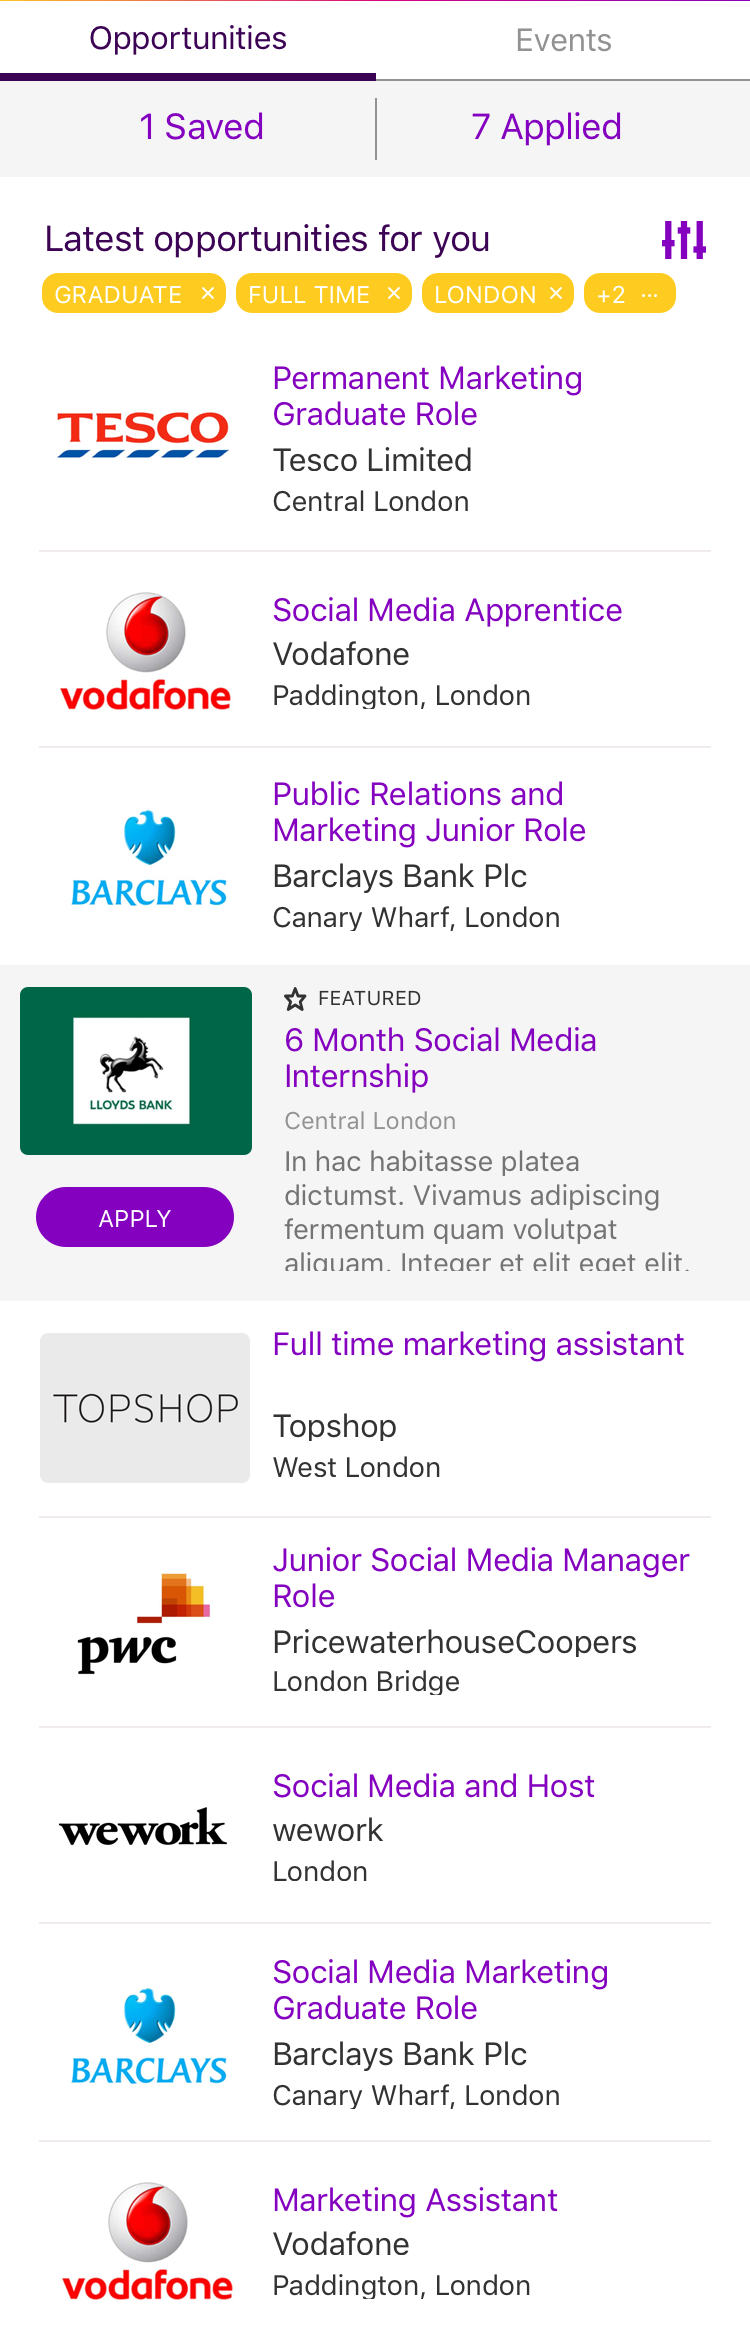 Opportunities
Events
1 Saved
7 Applied
Latest opportunities for you
GRADUATE ×
FULL TIME ×
LONDON ×
+2 ...
TESCO
Permanent Marketing
Graduate Role
Tesco Limited
Central London
vodafone
Social Media Apprentice
Vodafone
Paddington, London
BARCLAYS
Public Relations and
Marketing Junior Role
Barclays Bank Plc
Canary Wharf, London
LLOYDS BANK
APPLY
FEATURED
6 Month Social Media
Internship
Central London
In hac habitasse platea
dictumst. Vivamus adipiscing
fermentum quam volutpat
aliquam. Integer et elit eget elit.
TOPSHOP
Full time marketing assistant
Topshop
West London
pwc
Junior Social Media Manager
Role
PricewaterhouseCoopers
London Bridge
wework
Social Media and Host
wework
London
BARCLAYS
Social Media Marketing
Graduate Role
Barclays Bank Plc
Canary Wharf, London
vodafone
Marketing Assistant
Vodafone
Paddington, London